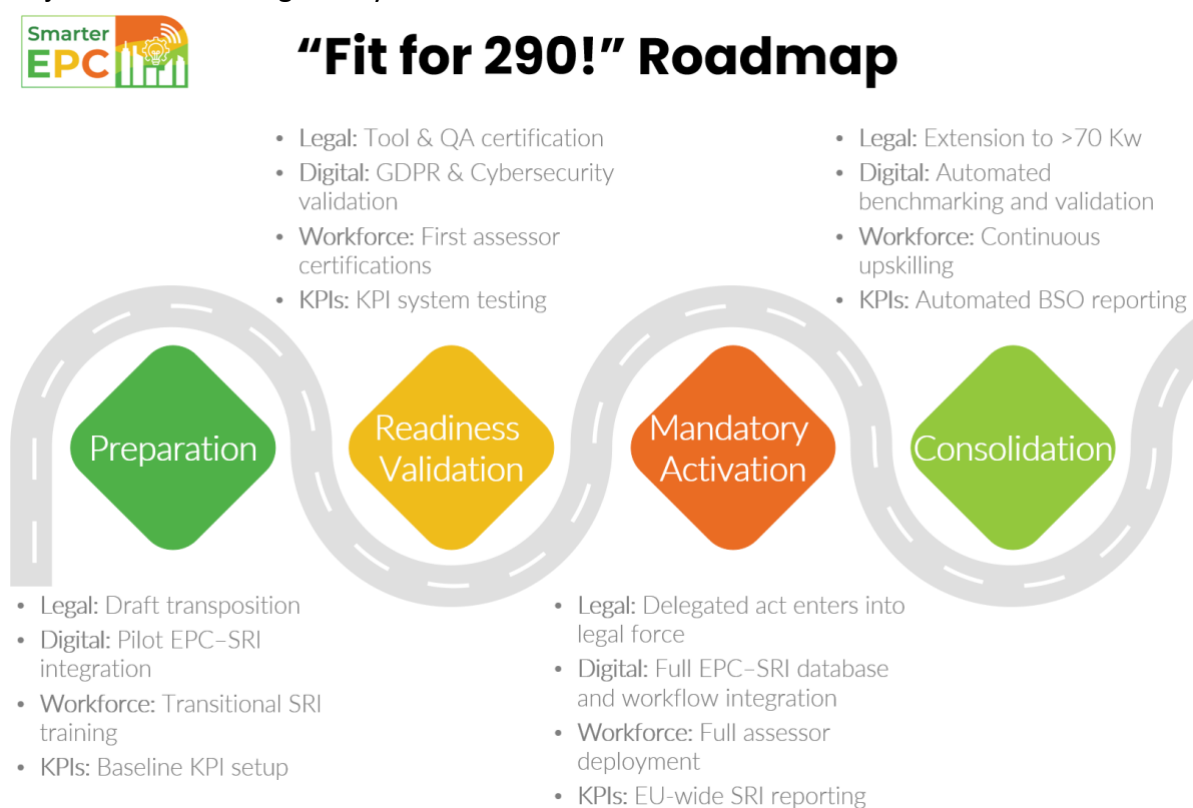 Smarter
EPC
“Fit for 290!” Roadmap
• Legal: Tool & QA certification
• Digital: GDPR & Cybersecurity
validation
• Workforce: First assessor
certifications
• KPIs: KPI system testing
• Legal: Extension to >70 Kw
• Digital: Automated
benchmarking and validation
• Workforce: Continuous
upskilling
• KPIs: Automated BSO reporting
Preparation
Readiness
Validation
Mandatory
Activation
Consolidation
• Legal: Draft transposition
• Digital: Pilot EPC–SRI
integration
• Workforce: Transitional SRI
training
• KPIs: Baseline KPI setup
• Legal: Delegated act enters into
legal force
• Digital: Full EPC–SRI database
and workflow integration
• Workforce: Full assessor
deployment
• KPIs: EU-wide SRI reporting